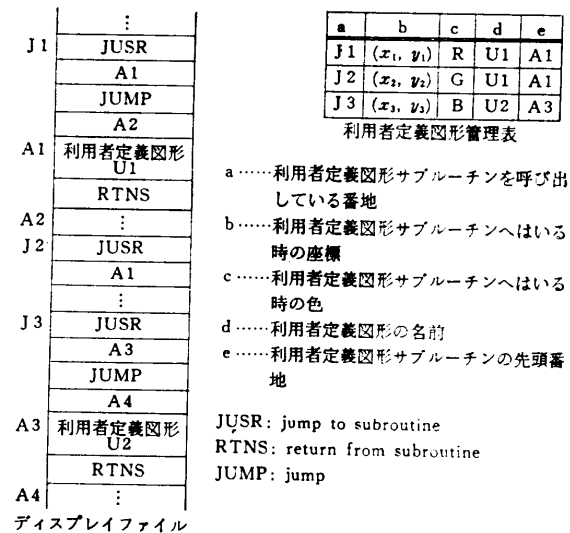 ⋮
J1 JUSR
A1
JUMP
A2
A1 利用者定義図形
U1
RTNS
A2 ⋮
J2 JUSR
A1
⋮
J3 JUSR
A3
JUMP
A4
A3 利用者定義図形
U2
RTNS
A4 ⋮
ディスプレイファイル
a b c d e
J1 (x₁, y₁) R U1 A1
J2 (x₂, y₂) G U1 A1
J3 (x₃, y₃) B U2 A3
利用者定義図形管理表
a……利用者定義図形サブルーチンを呼び出
している番地
b……利用者定義図形サブルーチンへはいる
時の座標
c……利用者定義図形サブルーチンへはいる
時の色
d……利用者定義図形の名前
e……利用者定義図形サブルーチンの先頭番
地
JUSR: jump to subroutine
RTNS: return from subroutine
JUMP: jump